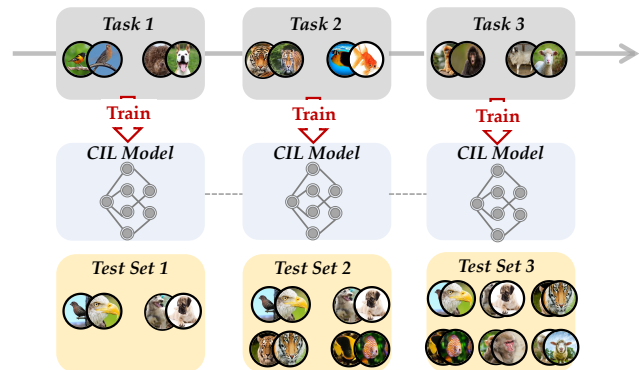 Task 1
Task 2
Task 3
Train
Train
Train
CIL Model
CIL Model
CIL Model
Test Set 1
Test Set 2
Test Set 3